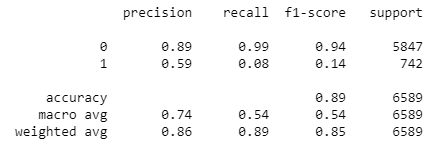 precision recall f1-score support
0 0.89 0.99 0.94 5847
1 0.59 0.08 0.14 742
accuracy 0.89 6589
macro avg 0.74 0.54 0.54 6589
weighted avg 0.86 0.89 0.85 6589